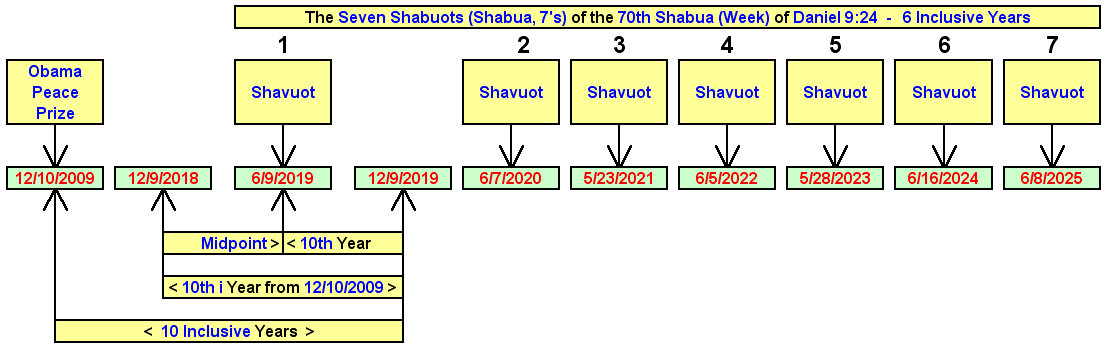 The Seven Shabuots (Shabua, 7's) of the 70th Shabua (Week) of Daniel 9:24 - 6 Inclusive Years
1 2 3 4 5 6 7
Obama
Peace
Prize
Shavuot Shavuot Shavuot Shavuot Shavuot Shavuot Shavuot
12/10/2009 12/9/2018 6/9/2019 12/9/2019 6/7/2020 5/23/2021 6/5/2022 5/28/2023 6/16/2024 6/8/2025
Midpoint > < 10th Year
< 10th i Year from 12/10/2009 >
< 10 Inclusive Years >